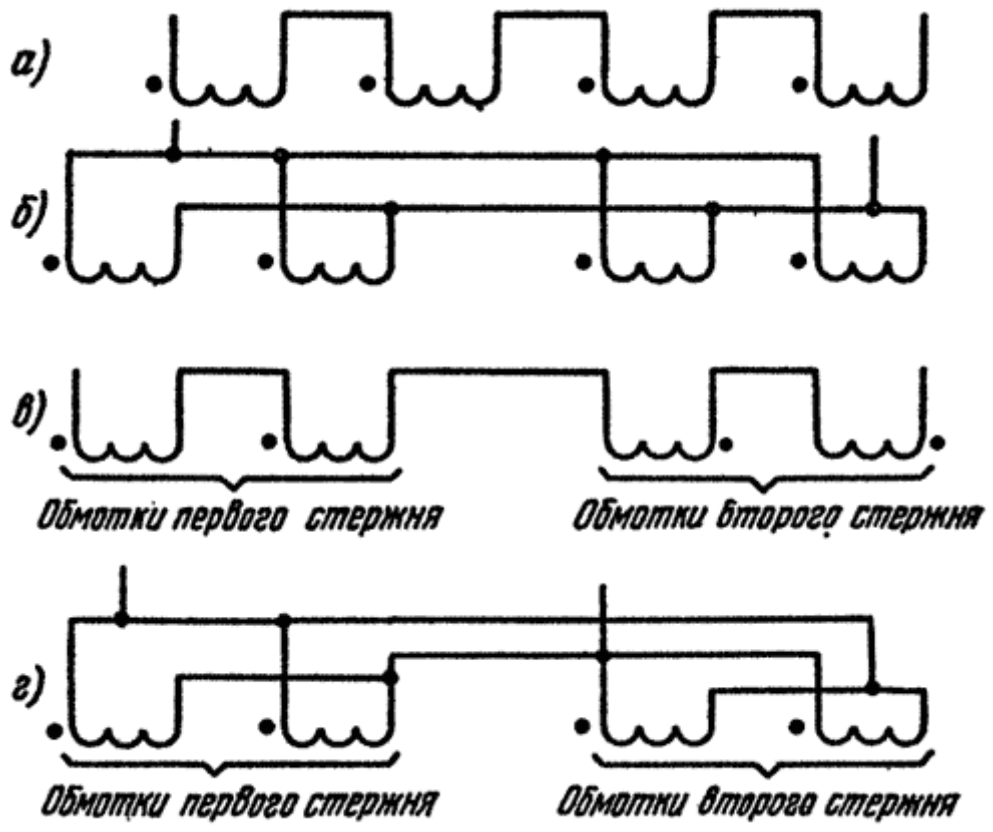 а)
б)
в)
Обмотки первого стержня
Обмотки второго стержня
г)
Обмотки первого стержня
Обмотки второго стержня